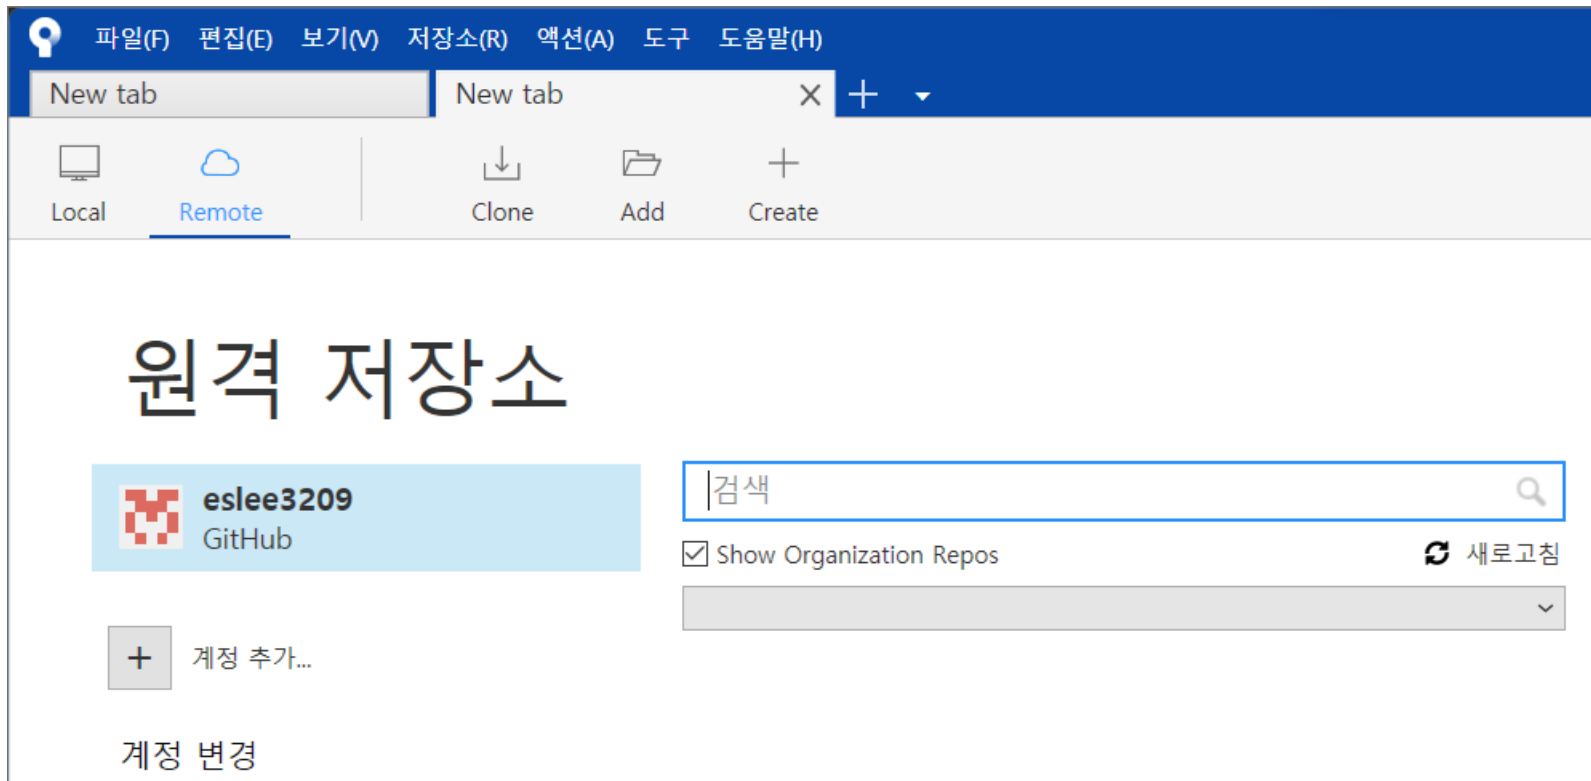 파일(F) 편집(E) 보기(V) 저장소(R) 액션(A) 도구 도움말(H)
New tab New tab
Local Remote Clone Add Create
원격 저장소
eslee3209
GitHub
검색
Show Organization Repos 새로고침
계정 추가...
계정 변경